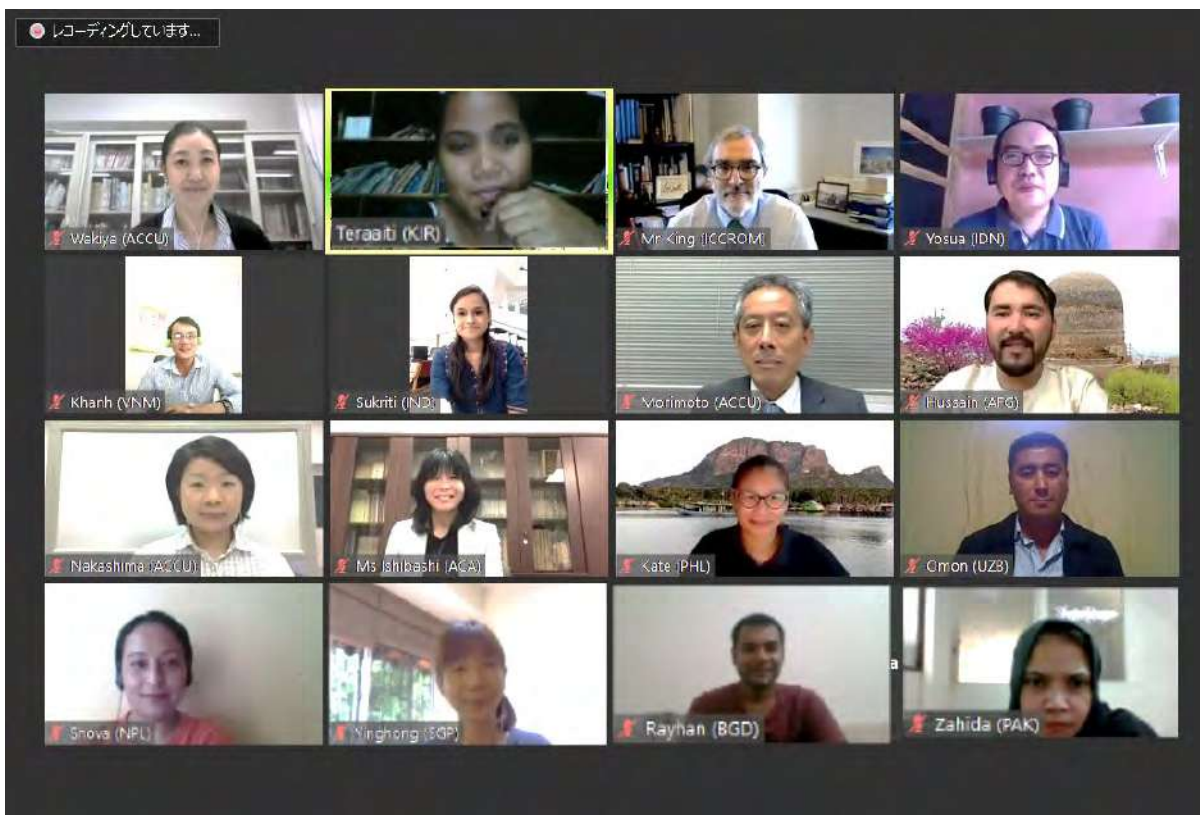 レコーディングしています...
Wakiya (ACCU)
Teraaiti (KIR)
Mr King (ICCROM)
Yosua (IDN)
Khanh (VNM)
Sukriti (IND)
Morimoto (ACCU)
Hussain (AFG)
Nakashima (ACCU)
Ms Ishibashi (ACA)
Kate (PHL)
Omon (UZB)
Shova (NPL)
Yinghong (SGP)
Rayhan (BGD)
a
Zahida (PAK)